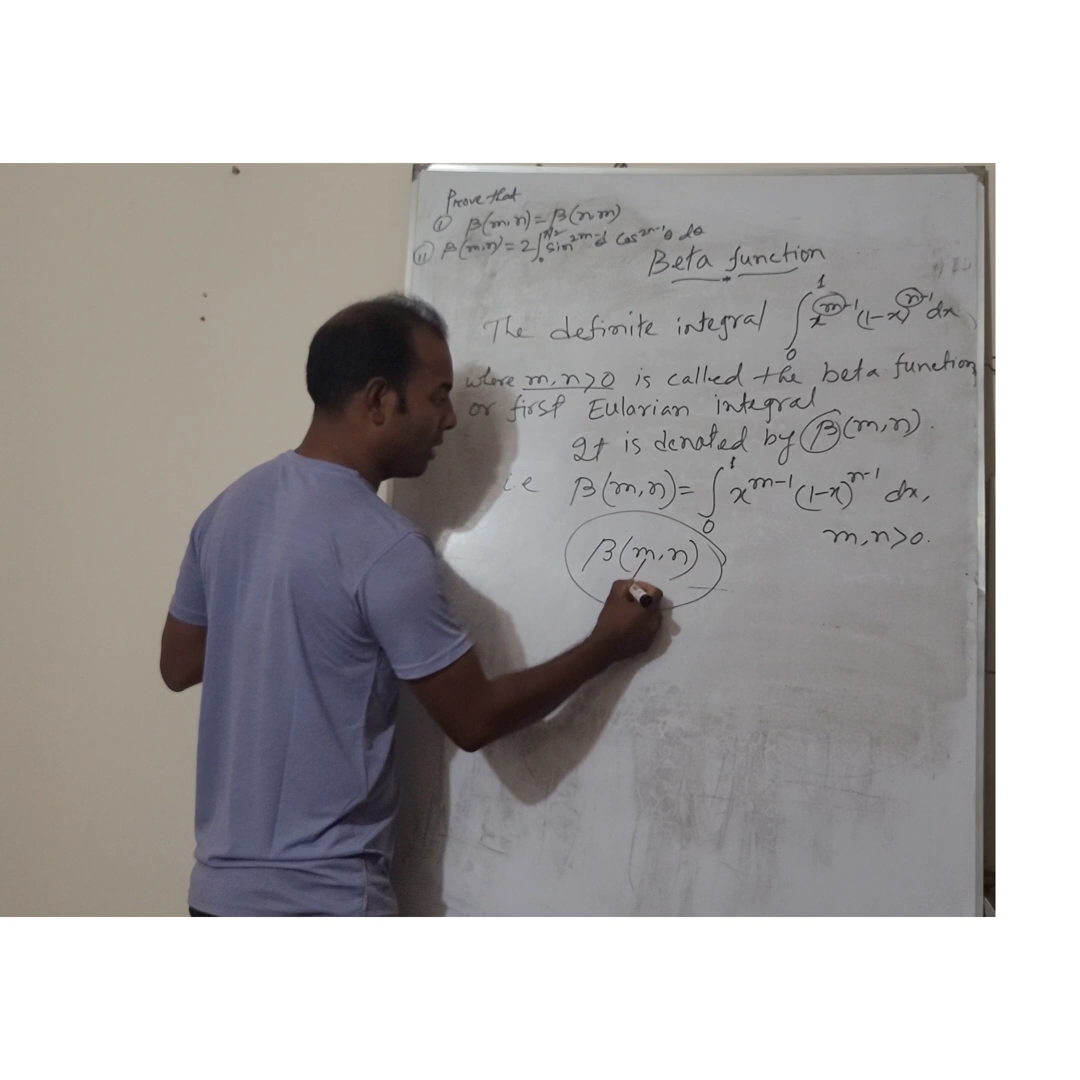 Prove that
(i) β(m,n) = β(n,m)
(ii) β(m,n) = 2∫₀^{π/2} sin^{2m-1}θ cos^{2n-1}θ dθ
Beta function
The definite integral ∫₀¹ x^{m-1} (1-x)^{n-1} dx
where m,n>0 is called the beta function
or first Eularian integral
It is denoted by β(m,n).
i.e β(m,n) = ∫₀¹ x^{m-1} (1-x)^{n-1} dx,
m,n>0.
β(m,n)